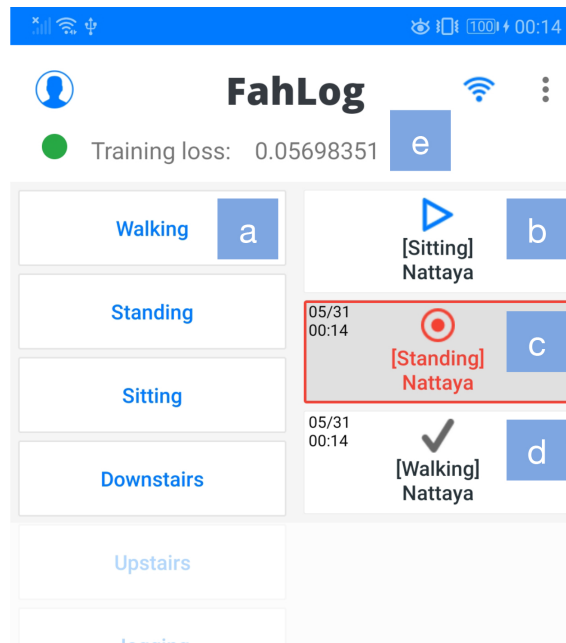 100 00:14
FahLog
Training loss: 0.05698351 e
Walking a
Standing
Sitting
Downstairs
Upstairs
Jogging
[Sitting] b
Nattaya
05/31
00:14
[Standing] c
Nattaya
05/31
00:14
[Walking] d
Nattaya